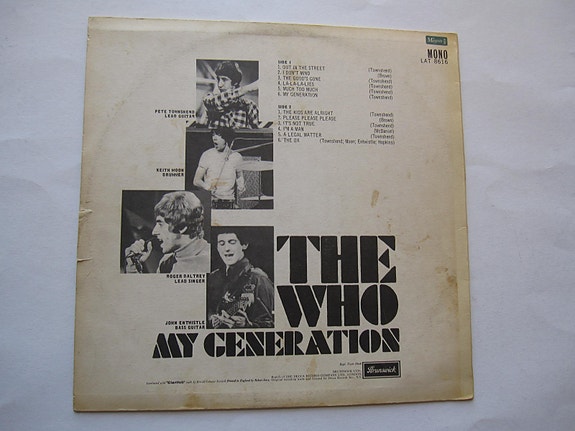 MONO
LAT 8616
SIDE 1
1. OUT IN THE STREET (Townshend)
2. I DON'T MIND (Brown)
3. THE GOOD'S GONE (Townshend)
4. LA-LA-LA-LIES (Townshend)
5. MUCH TOO MUCH (Townshend)
6. MY GENERATION (Townshend)
SIDE 2
1. THE KIDS ARE ALRIGHT (Townshend)
2. PLEASE PLEASE PLEASE (Brown)
3. IT'S NOT TRUE (Townshend)
4. I'M A MAN (McDaniel)
5. A LEGAL MATTER (Townshend)
6. THE OX (Townshend; Moon; Entwistle; Hopkins)
PETE TOWNSHEND
LEAD GUITAR
KEITH MOON
DRUMMER
ROGER DALTREY
LEAD SINGER
JOHN ENTWISTLE
BASS GUITAR
THE
WHO
MY GENERATION
Brunswick